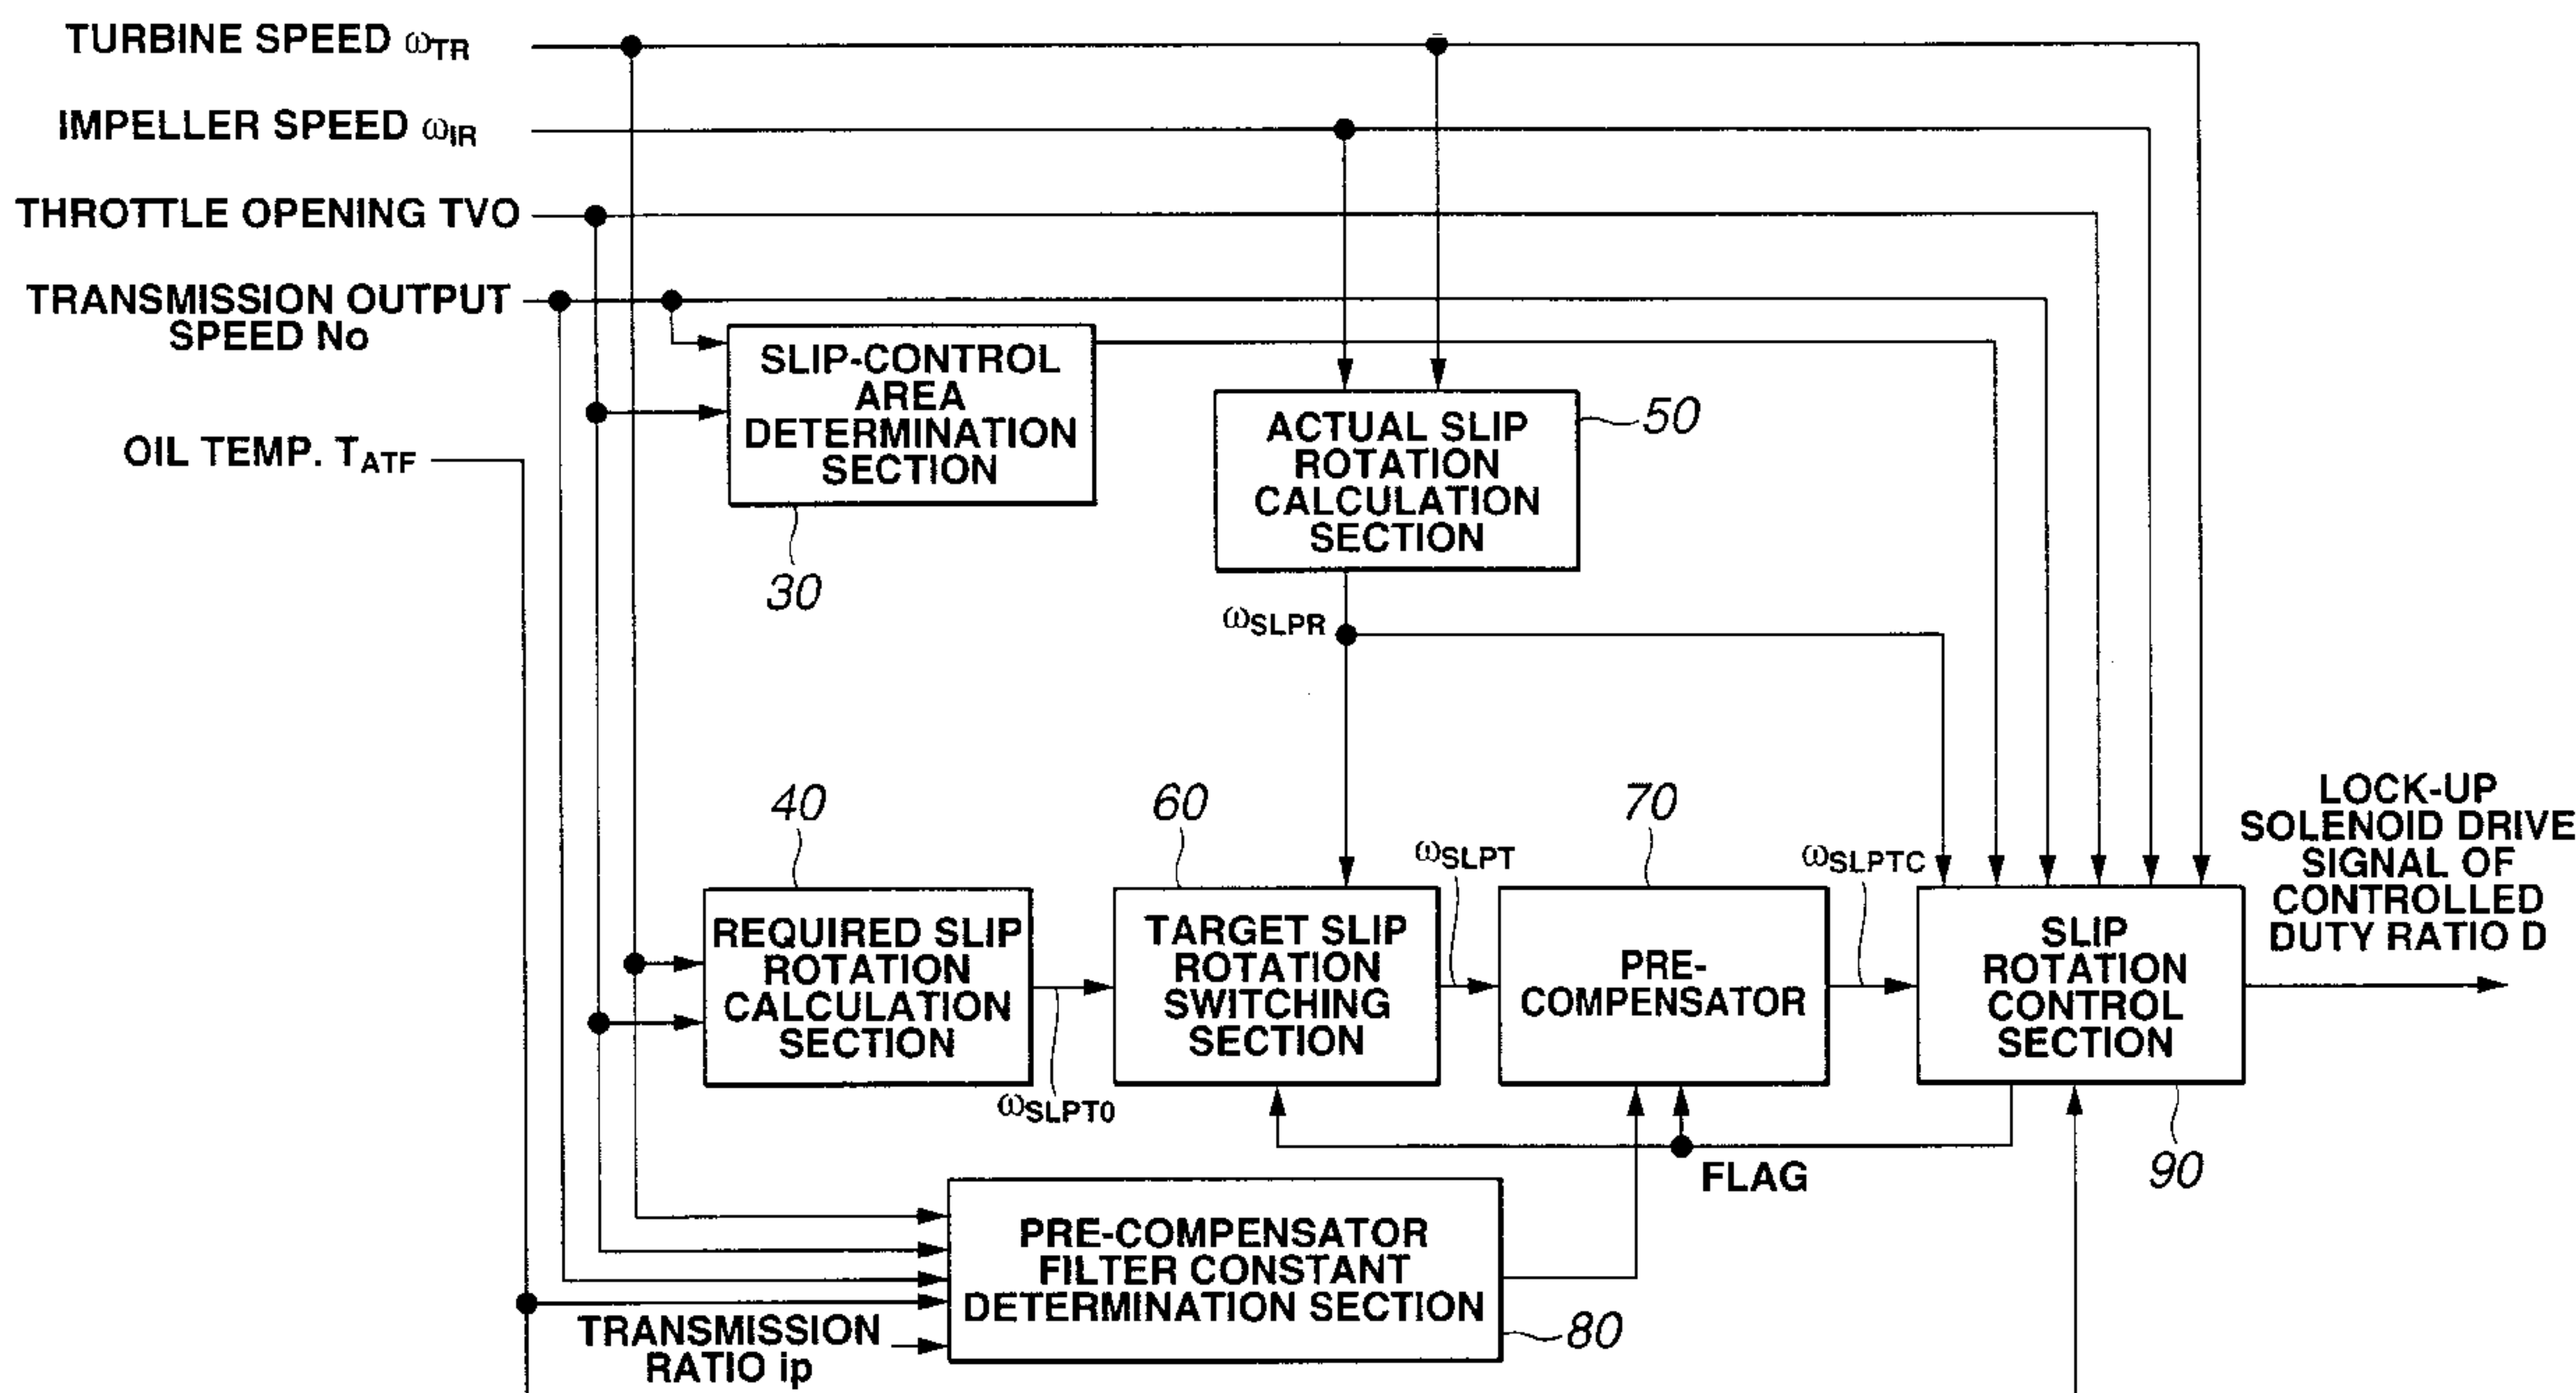 TURBINE SPEED ωTR
IMPELLER SPEED ωIR
THROTTLE OPENING TVO
TRANSMISSION OUTPUT
SPEED No
OIL TEMP. TATF
SLIP-CONTROL
AREA
DETERMINATION
SECTION
30
ACTUAL SLIP
ROTATION
CALCULATION
SECTION
50
ωSLPR
40
REQUIRED SLIP
ROTATION
CALCULATION
SECTION
ωSLPT0
60
TARGET SLIP
ROTATION
SWITCHING
SECTION
ωSLPT
70
PRE-
COMPENSATOR
ωSLPTC
SLIP
ROTATION
CONTROL
SECTION
90
LOCK-UP
SOLENOID DRIVE
SIGNAL OF
CONTROLLED
DUTY RATIO D
FLAG
PRE-COMPENSATOR
FILTER CONSTANT
DETERMINATION SECTION
80
TRANSMISSION
RATIO ip